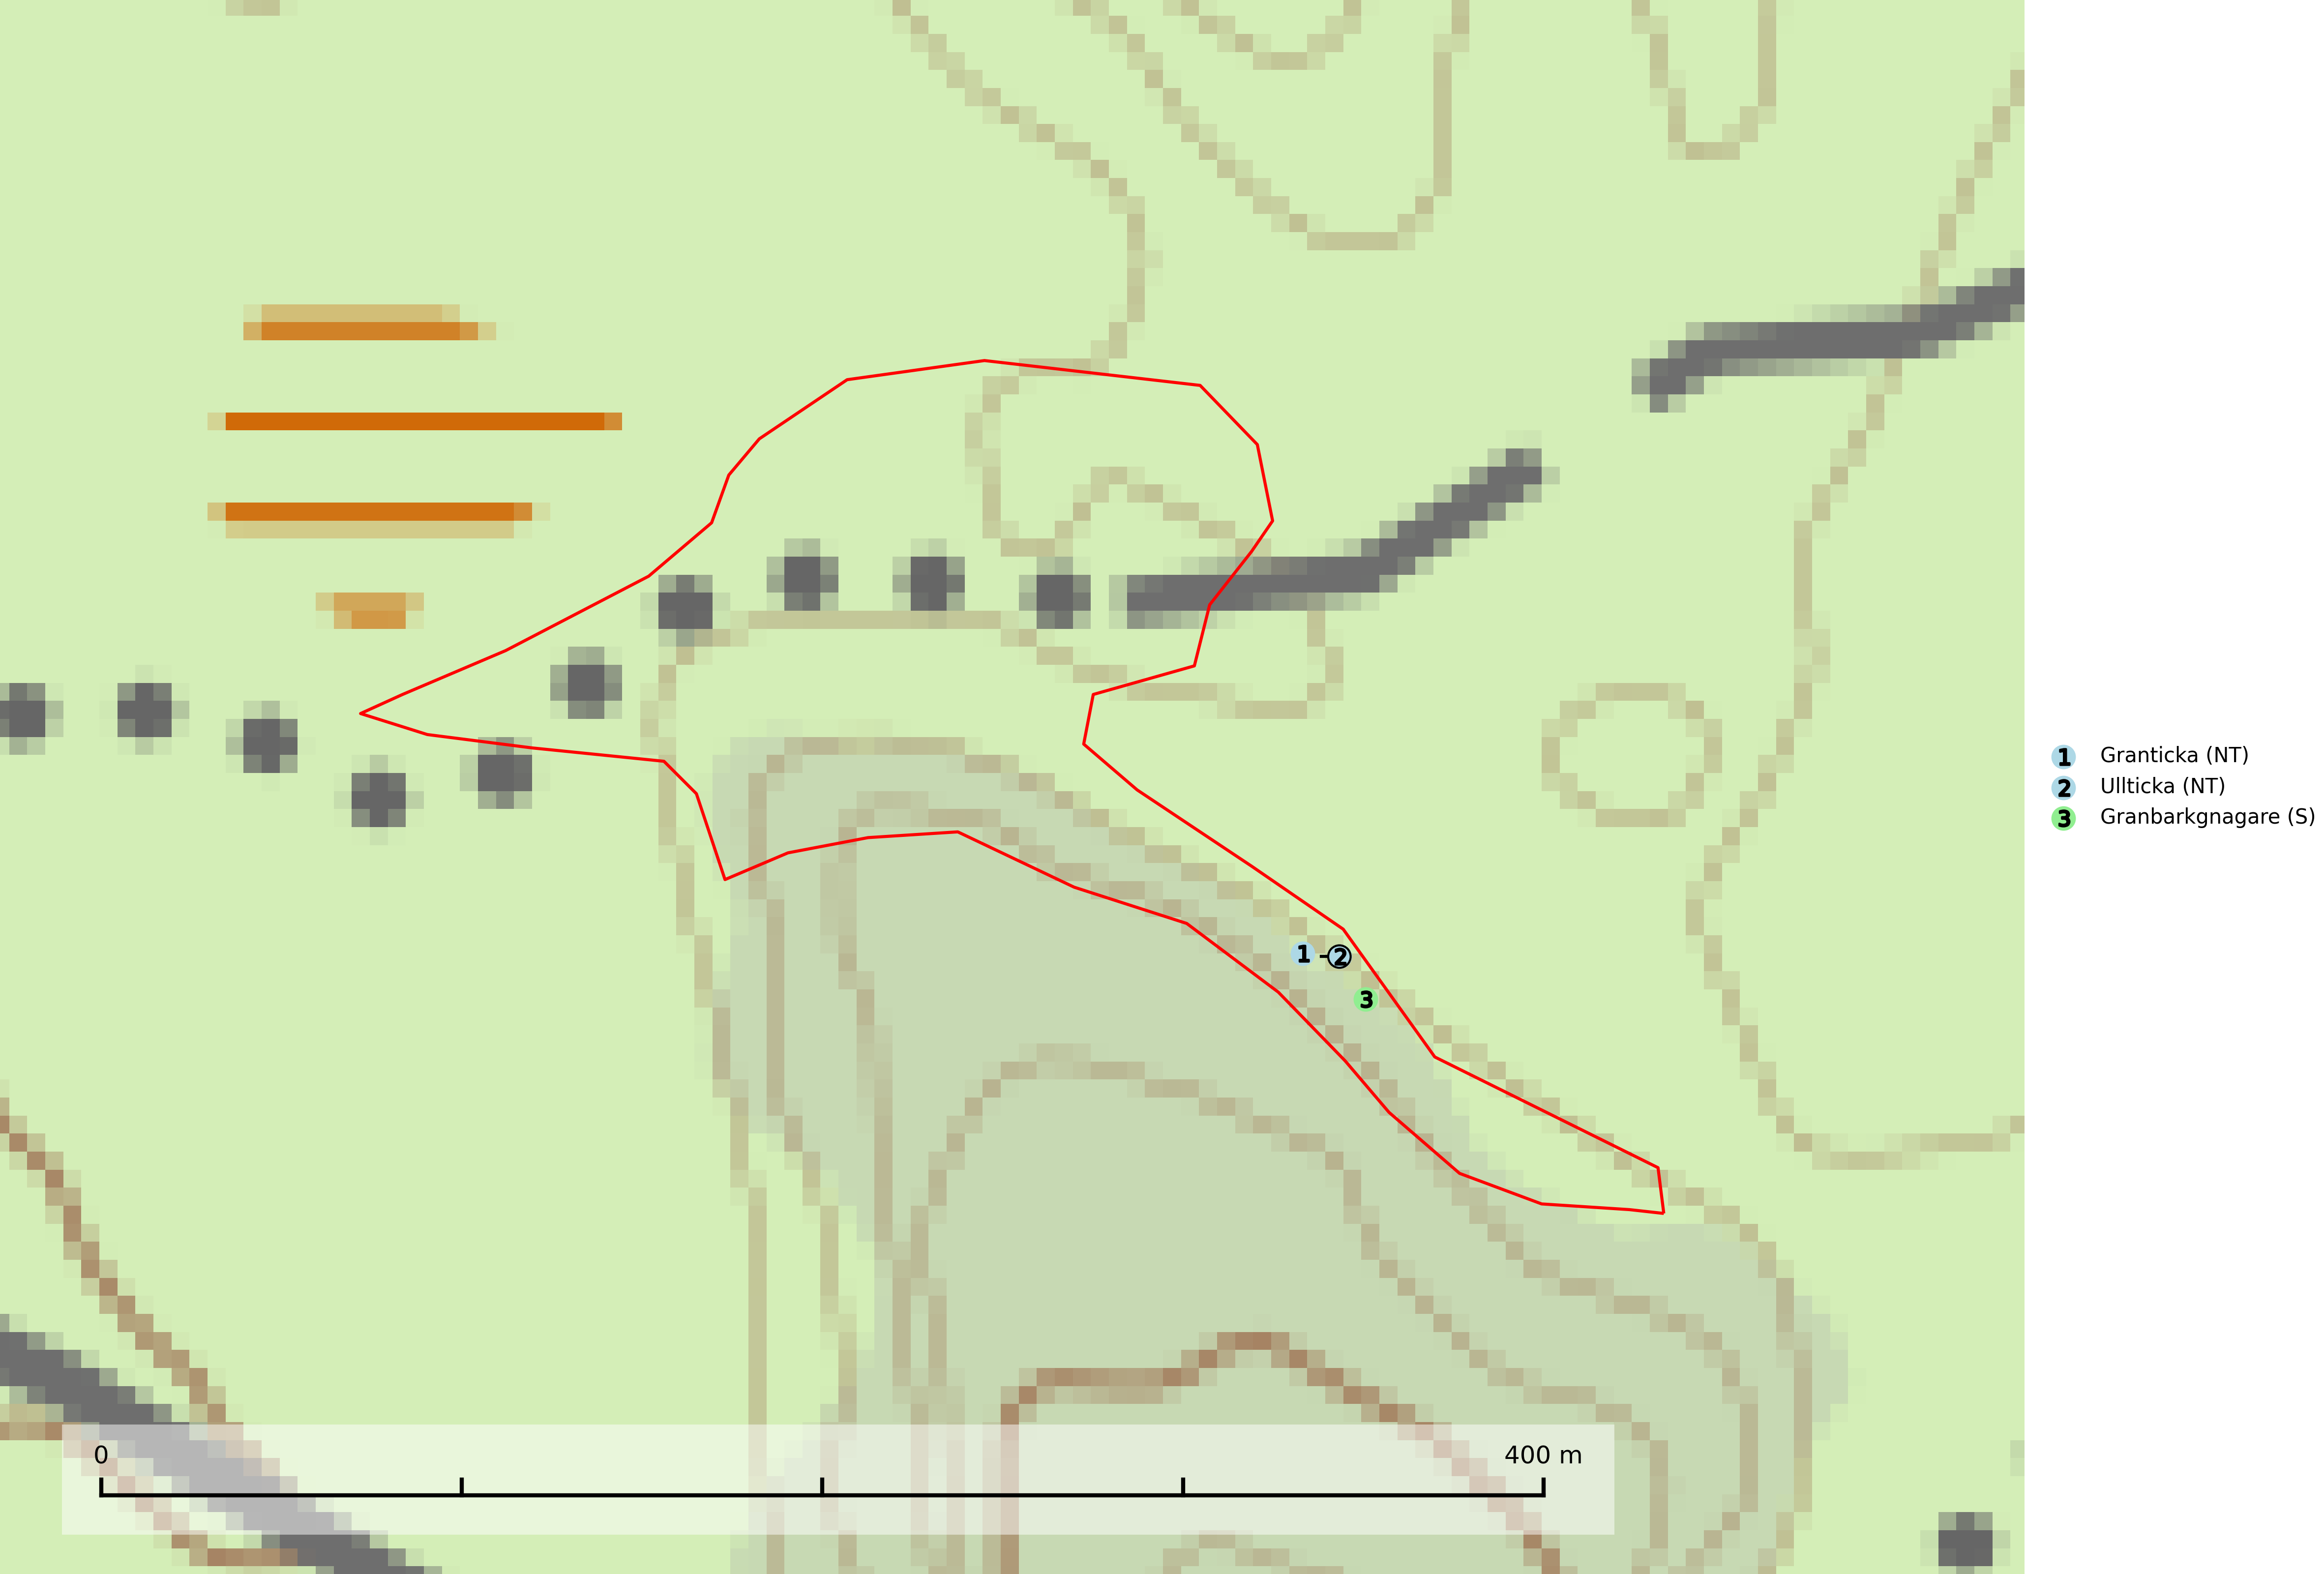 1 -2
3
1 Granticka (NT)
2 Ullticka (NT)
3 Granbarkgnagare (S)
0 400 m